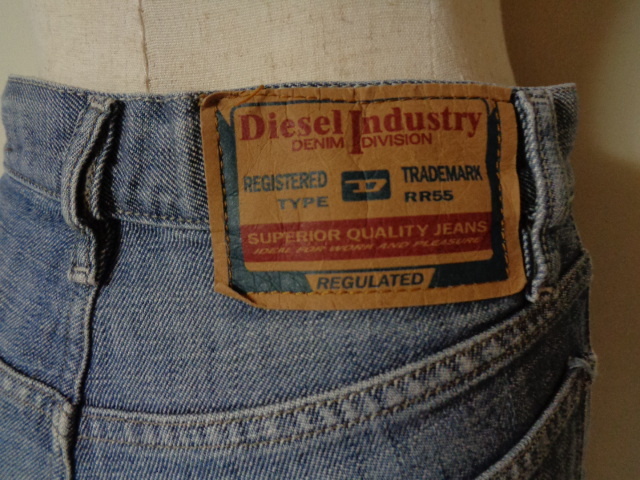 Diesel Industry
DENIM DIVISION
REGISTERED D TRADEMARK
TYPE RR55
SUPERIOR QUALITY JEANS
IDEAL FOR WORK AND PLEASURE
REGULATED